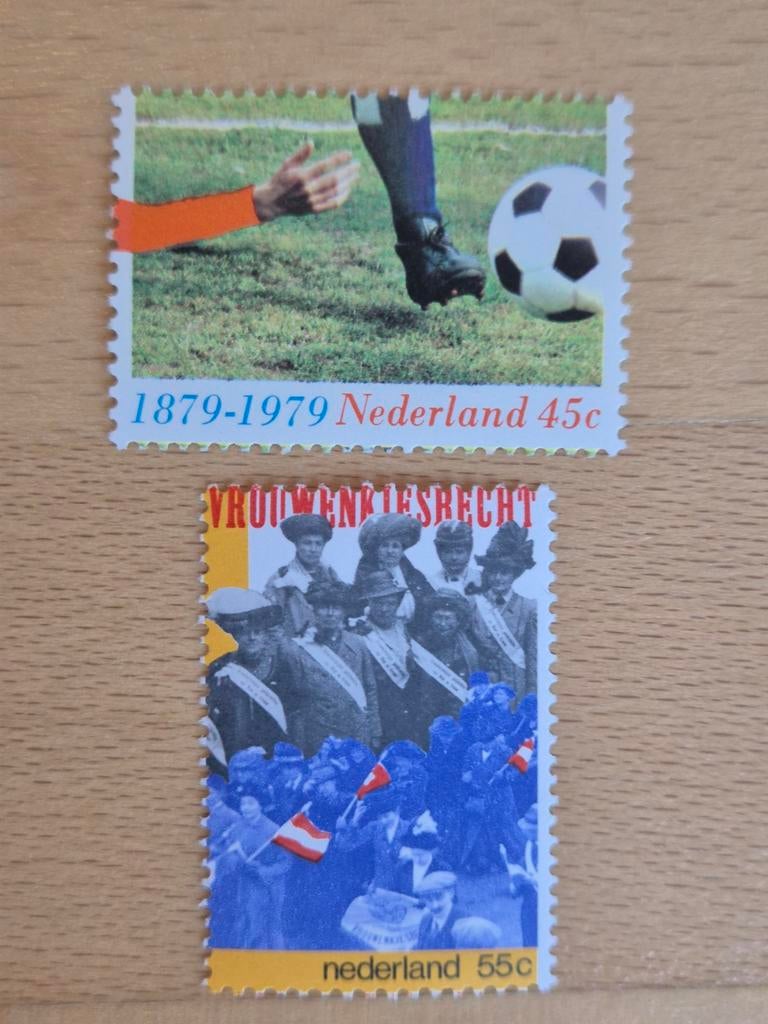 1879-1979 Nederland 45c
VROUWENKIESRECHT
nederland 55c